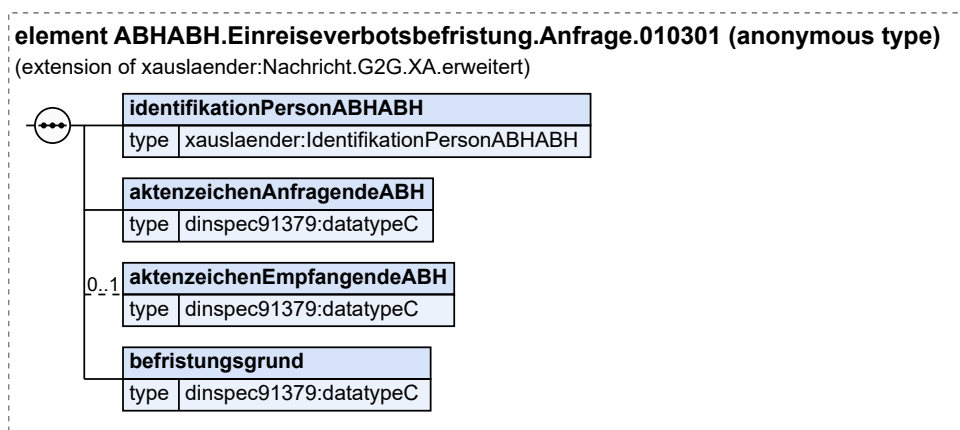 element ABHABH.Einreiseverbotsbefristung.Anfrage.010301 (anonymous type)
(extension of xauslaender:Nachricht.G2G.XA.erweitert)
identifikationPersonABHABH
type xauslaender:IdentifikationPersonABHABH
aktenzeichenAnfragendeABH
type dinspec91379:datatypeC
0..1 aktenzeichenEmpfangendeABH
type dinspec91379:datatypeC
befristungsgrund
type dinspec91379:datatypeC